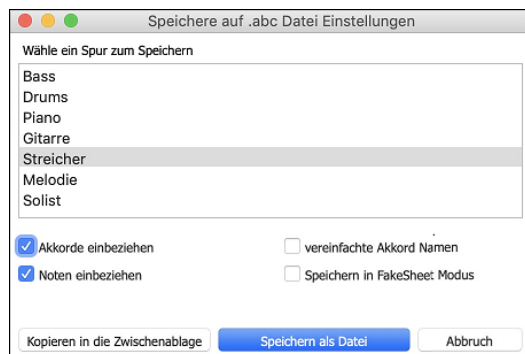 Speichere auf .abc Datei Einstellungen
Wähle ein Spur zum Speichern
Bass
Drums
Piano
Gitarre
Streicher
Melodie
Solist
Akkorde einbeziehen
vereinfachte Akkord Namen
Noten einbeziehen
Speichern in FakeSheet Modus
Kopieren in die Zwischenablage
Speichern als Datei
Abbruch